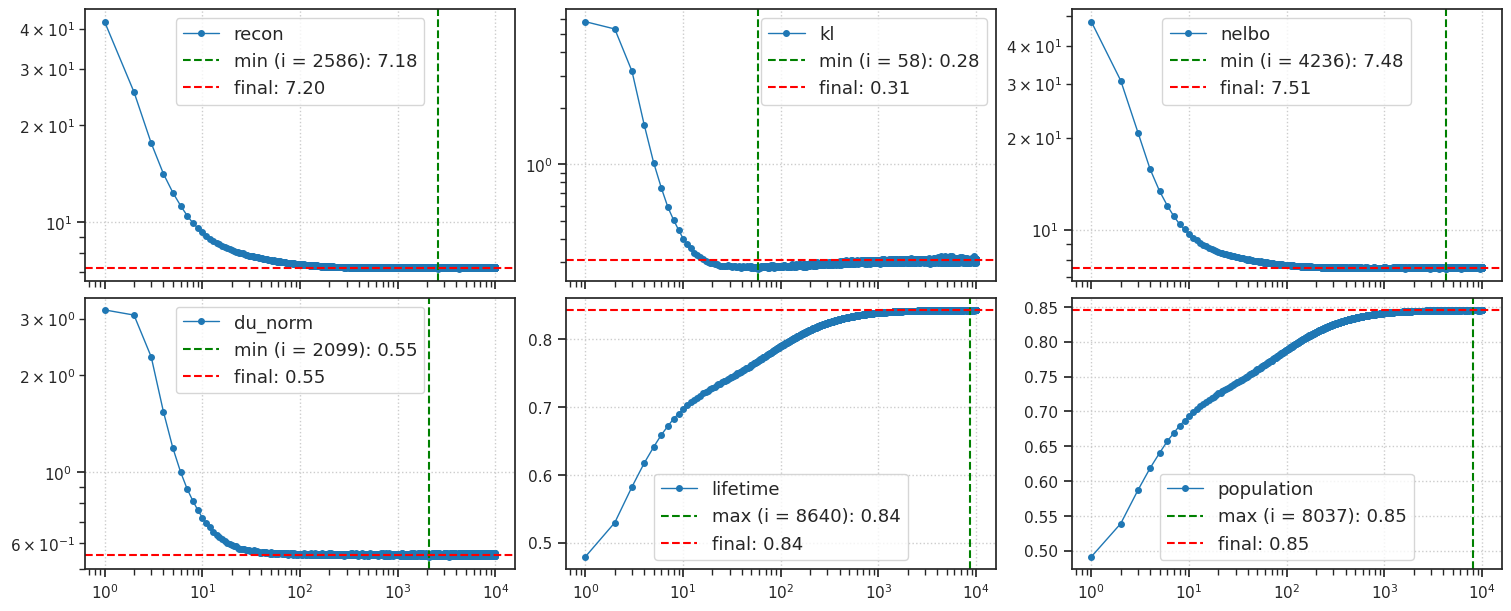 4 × 10¹
3 × 10¹
2 × 10¹
10¹
recon
min (i = 2586): 7.18
final: 7.20
10⁰
kl
min (i = 58): 0.28
final: 0.31
4 × 10¹
3 × 10¹
2 × 10¹
10¹
nelbo
min (i = 4236): 7.48
final: 7.51
3 × 10⁰
2 × 10⁰
10⁰
6 × 10⁻¹
du_norm
min (i = 2099): 0.55
final: 0.55
10⁰ 10¹ 10² 10³ 10⁴
0.8
0.7
0.6
0.5
lifetime
max (i = 8640): 0.84
final: 0.84
10⁰ 10¹ 10² 10³ 10⁴
0.85
0.80
0.75
0.70
0.65
0.60
0.55
0.50
population
max (i = 8037): 0.85
final: 0.85
10⁰ 10¹ 10² 10³ 10⁴